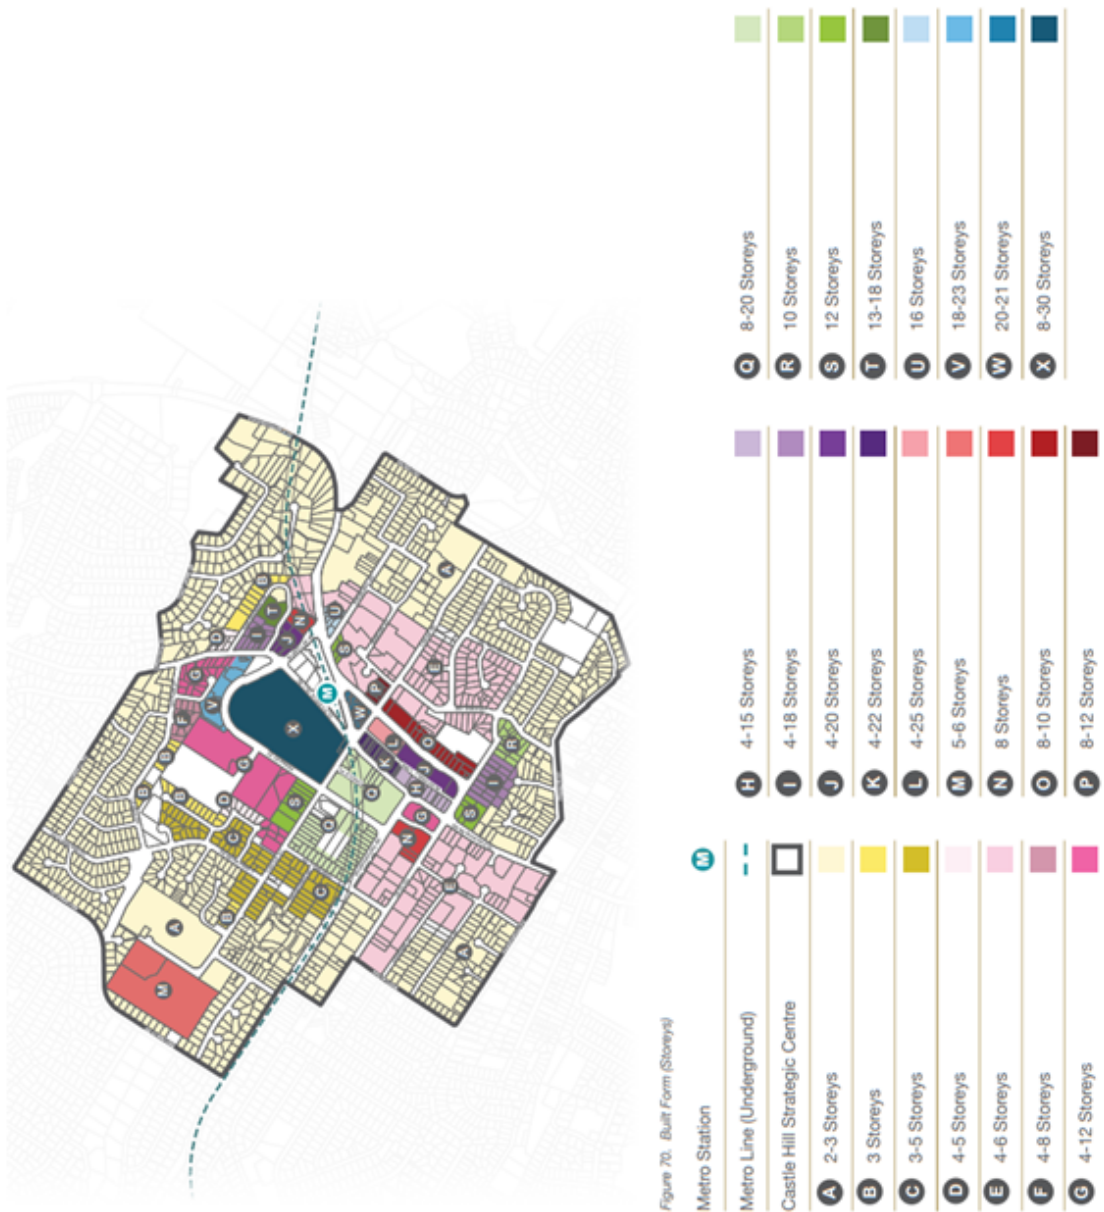 Figure 70. Built Form (Storeys)
Metro Station M
Metro Line (Underground)
Castle Hill Strategic Centre
A 2-3 Storeys
B 3 Storeys
C 3-5 Storeys
D 4-5 Storeys
E 4-6 Storeys
F 4-8 Storeys
G 4-12 Storeys
H 4-15 Storeys
I 4-18 Storeys
J 4-20 Storeys
K 4-22 Storeys
L 4-25 Storeys
M 5-6 Storeys
N 8 Storeys
O 8-10 Storeys
P 8-12 Storeys
Q 8-20 Storeys
R 10 Storeys
S 12 Storeys
T 13-18 Storeys
U 16 Storeys
V 18-23 Storeys
W 20-21 Storeys
X 8-30 Storeys
M
A
B
C
B
B
D
G
B
F
V
G
D
I
B
T
J
N
U
S
X
M
W
P
S
Q
K
L
O
J
H
G
N
E
A
E
A
S
I
R
C